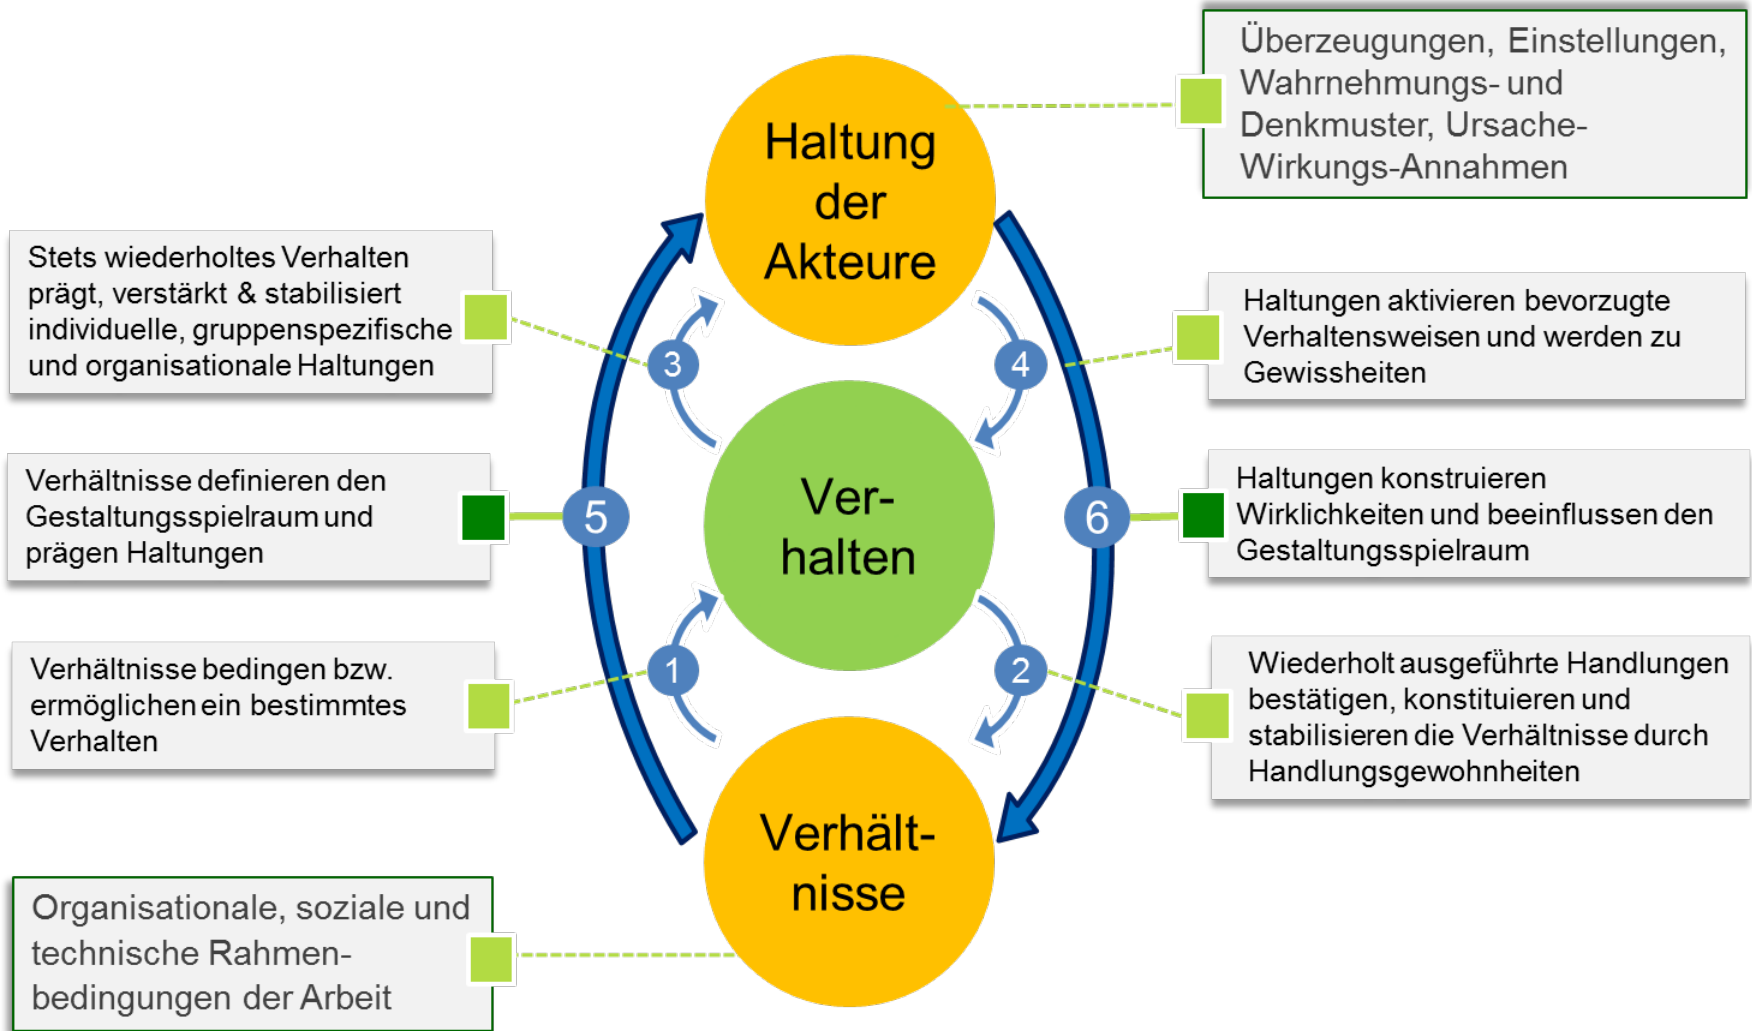 Überzeugungen, Einstellungen,
Wahrnehmungs- und
Denkmuster, Ursache-
Wirkungs-Annahmen
Haltung
der
Akteure
Stets wiederholtes Verhalten
prägt, verstärkt & stabilisiert
individuelle, gruppenspezifische
und organisationale Haltungen
3
4
Haltungen aktivieren bevorzugte
Verhaltensweisen und werden zu
Gewissheiten
Verhältnisse definieren den
Gestaltungsspielraum und
prägen Haltungen
5
Ver-
halten
6
Haltungen konstruieren
Wirklichkeiten und beeinflussen den
Gestaltungsspielraum
Verhältnisse bedingen bzw.
ermöglichen ein bestimmtes
Verhalten
1
2
Wiederholt ausgeführte Handlungen
bestätigen, konstituieren und
stabilisieren die Verhältnisse durch
Handlungsgewohnheiten
Verhält-
nisse
Organisationale, soziale und
technische Rahmen-
bedingungen der Arbeit